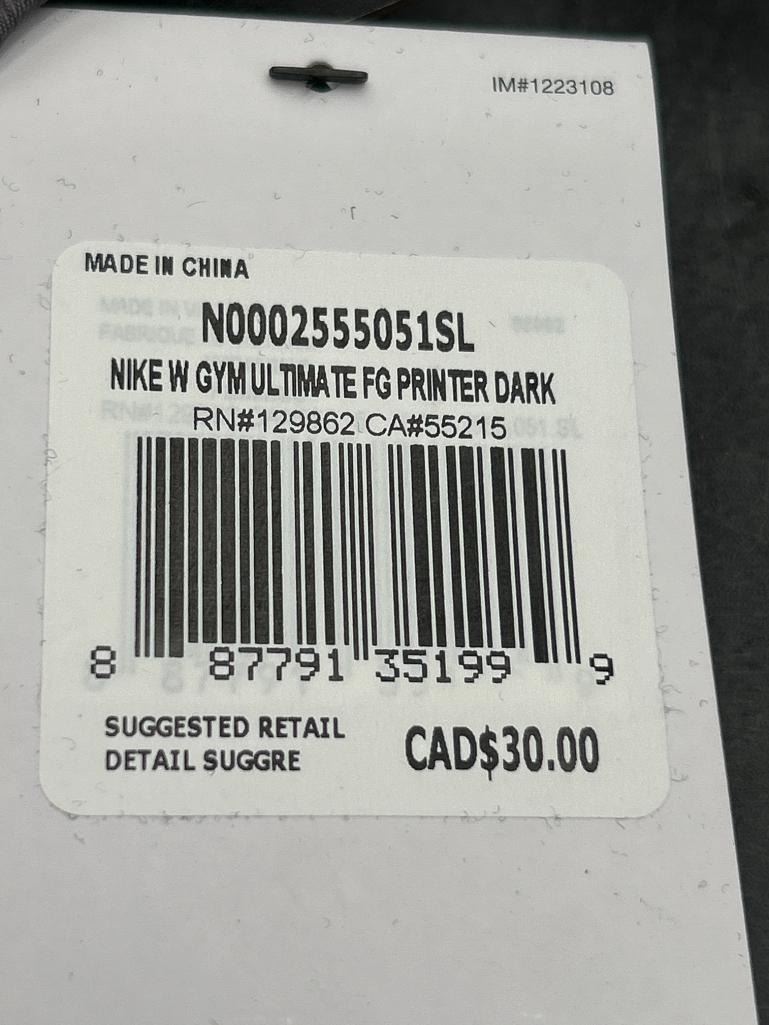 IM#1223108
MADE IN CHINA
N0002555051SL
NIKE W GYM ULTIMATE FG PRINTER DARK
RN#129862 CA#55215
8 87791 35199 9
SUGGESTED RETAIL
DETAIL SUGGRE
CAD$30.00